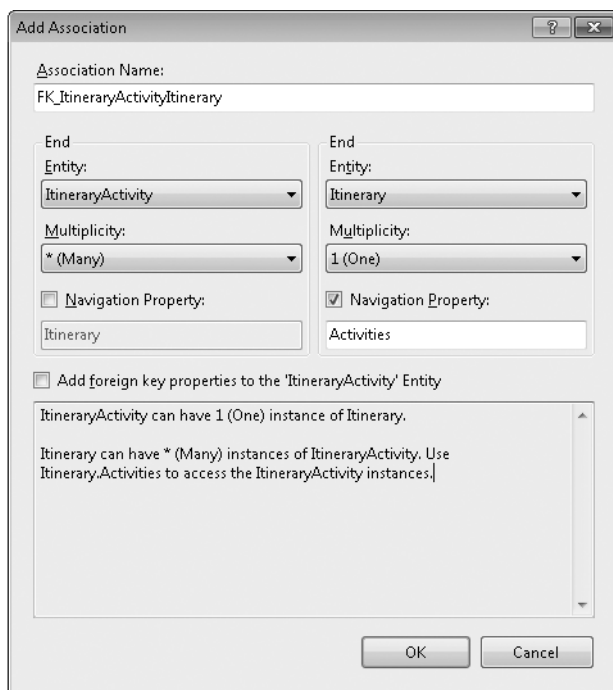 Add Association
Association Name:
FK_ItineraryActivityItinerary
End
Entity:
ItineraryActivity
Multiplicity:
* (Many)
Navigation Property:
Itinerary
End
Entity:
Itinerary
Multiplicity:
1 (One)
Navigation Property:
Activities
Add foreign key properties to the 'ItineraryActivity' Entity
ItineraryActivity can have 1 (One) instance of Itinerary.
Itinerary can have * (Many) instances of ItineraryActivity. Use
Itinerary.Activities to access the ItineraryActivity instances.
OK
Cancel